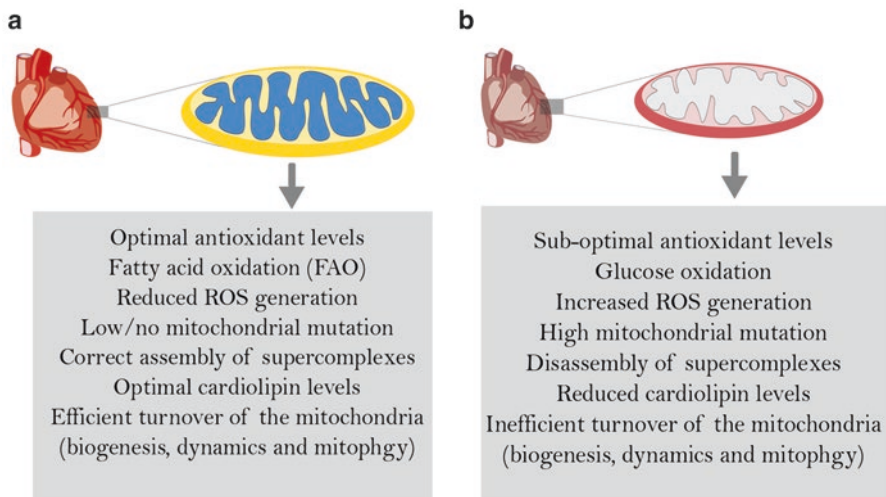 a
Optimal antioxidant levels
Fatty acid oxidation (FAO)
Reduced ROS generation
Low/no mitochondrial mutation
Correct assembly of supercomplexes
Optimal cardiolipin levels
Efficient turnover of the mitochondria
(biogenesis, dynamics and mitophgy)
b
Sub-optimal antioxidant levels
Glucose oxidation
Increased ROS generation
High mitochondrial mutation
Disassembly of supercomplexes
Reduced cardiolipin levels
Inefficient turnover of the mitochondria
(biogenesis, dynamics and mitophgy)